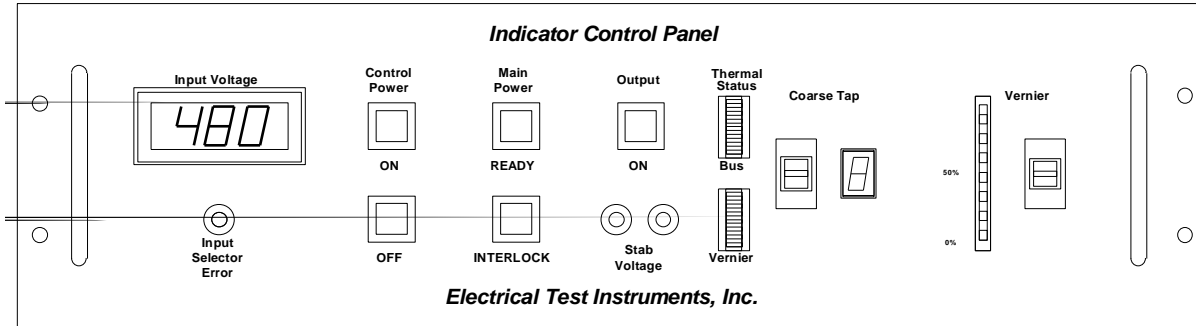 Indicator Control Panel
Input Voltage
480
Input
Selector
Error
Control
Power
ON
OFF
Main
Power
READY
INTERLOCK
Output
ON
Stab
Voltage
Thermal
Status
Bus
Vernier
Coarse Tap
Vernier
50%
0%
Electrical Test Instruments, Inc.